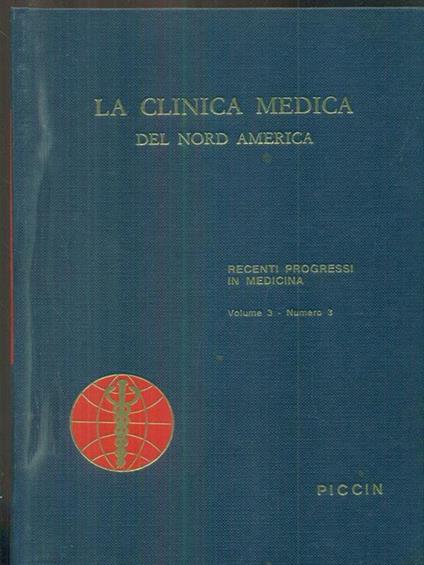 LA CLINICA MEDICA
DEL NORD AMERICA
RECENTI PROGRESSI
IN MEDICINA
Volume 3 - Numero 3
PICCIN